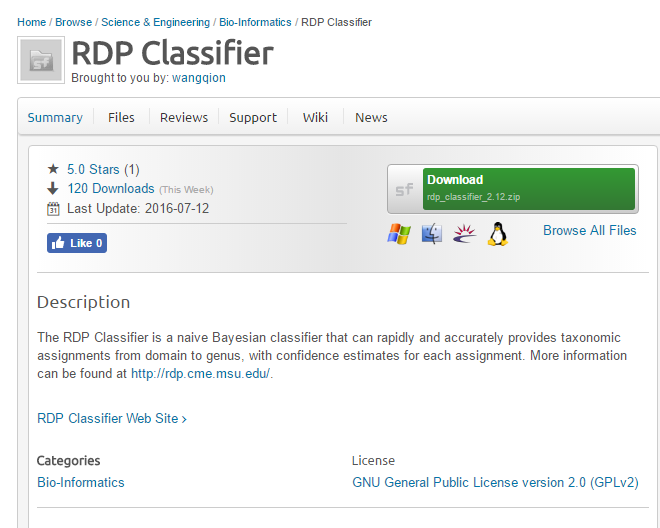 Home / Browse / Science & Engineering / Bio-Informatics / RDP Classifier
sf
RDP Classifier
Brought to you by: wangqion
Summary Files Reviews Support Wiki News
5.0 Stars (1)
120 Downloads (This Week)
31 Last Update: 2016-07-12
Like 0
sf Download
rdp_classifier_2.12.zip
Browse All Files
Description
The RDP Classifier is a naive Bayesian classifier that can rapidly and accurately provides taxonomic
assignments from domain to genus, with confidence estimates for each assignment. More information
can be found at http://rdp.cme.msu.edu/.
RDP Classifier Web Site ›
Categories
Bio-Informatics
License
GNU General Public License version 2.0 (GPLv2)